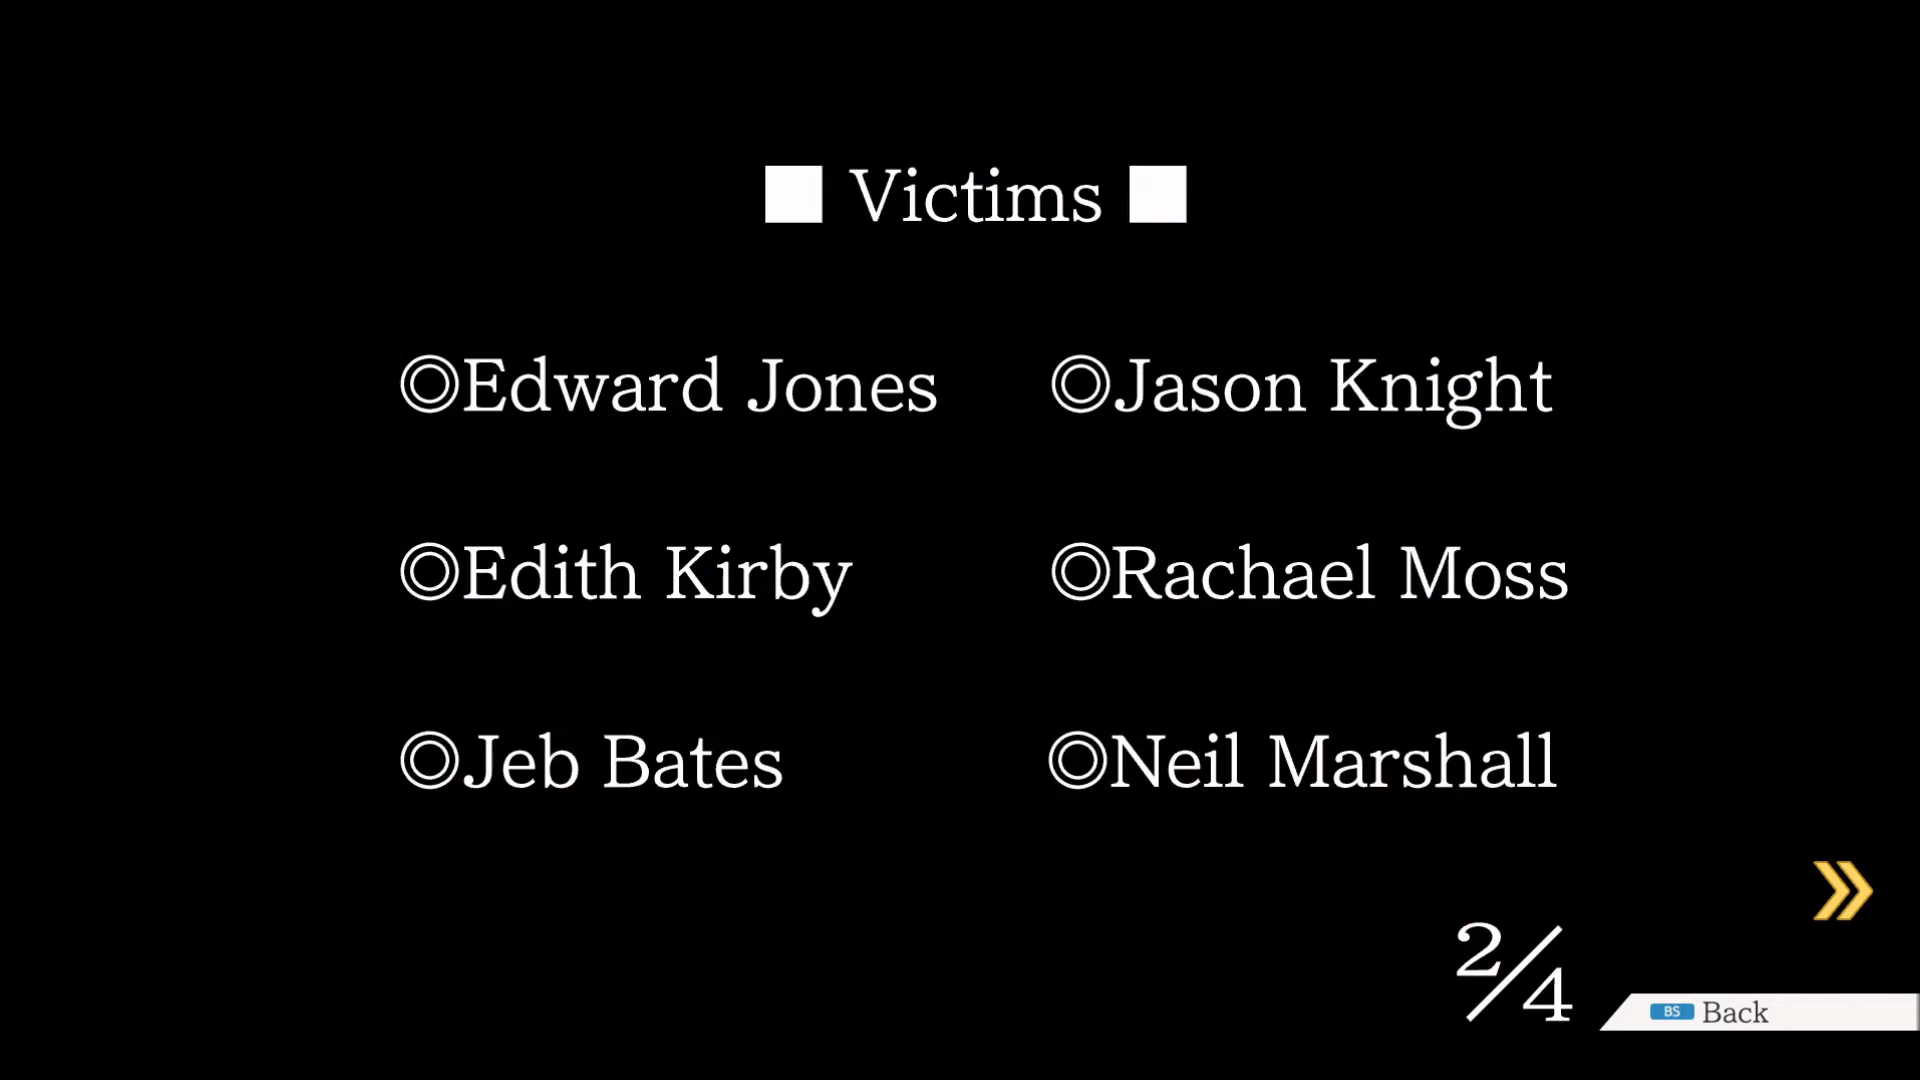 ■ Victims ■
◎Edward Jones ◎Jason Knight
◎Edith Kirby ◎Rachael Moss
◎Jeb Bates ◎Neil Marshall
2/4
BS Back